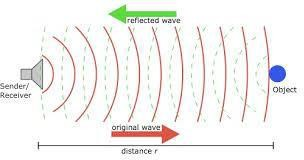 reflected wave
Sender/
Receiver
Object
original wave
distance r